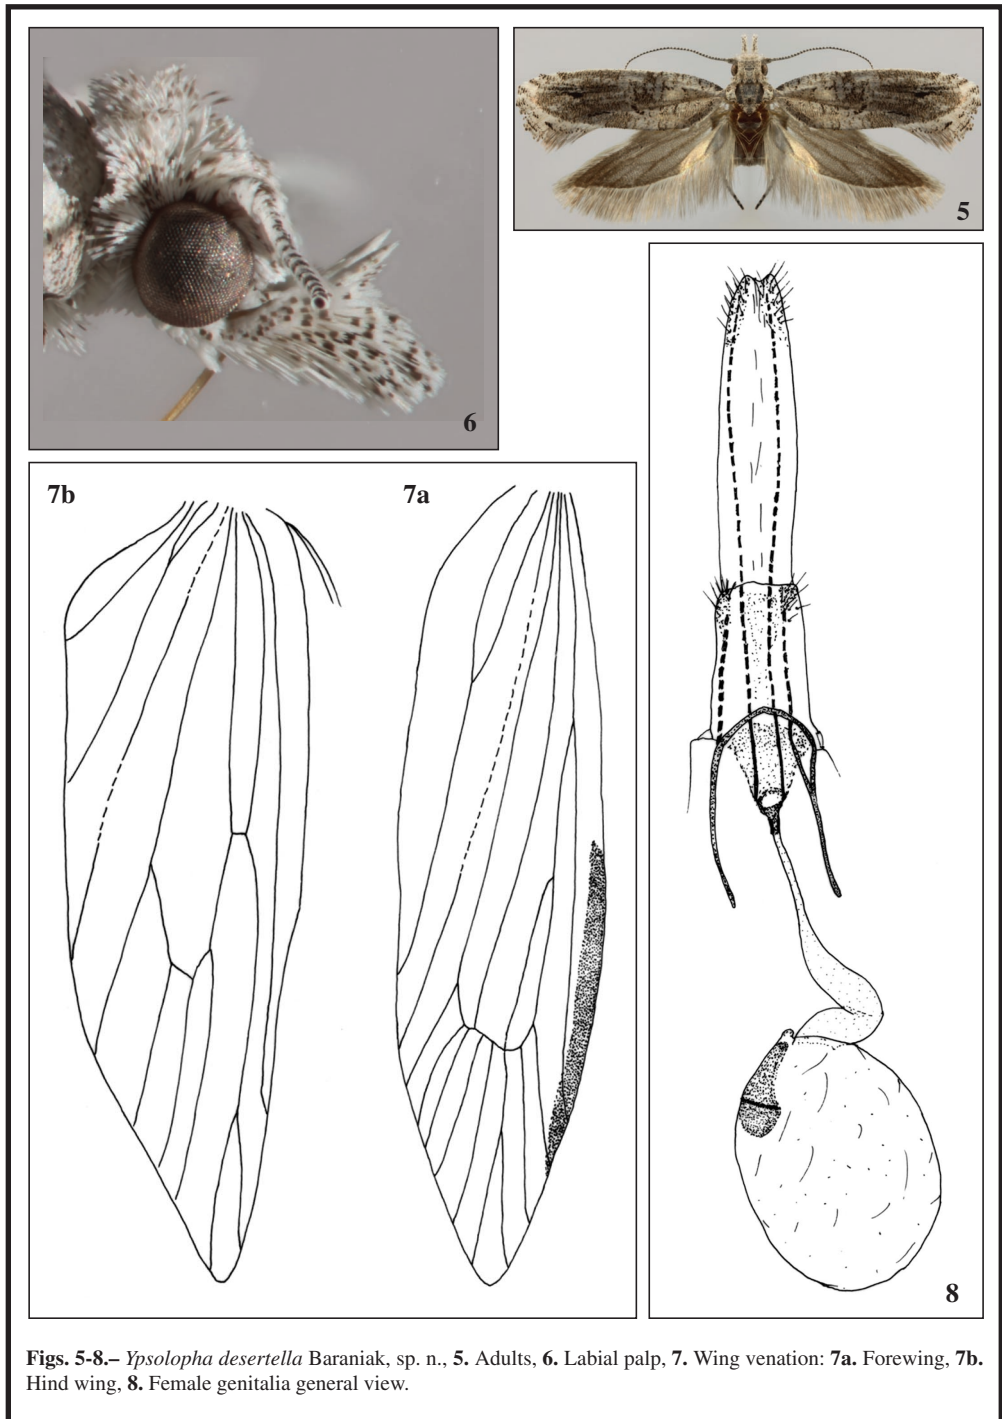 5
6
7b
7a
8
Figs. 5-8.– Ypsolopha desertella Baraniak, sp. n., 5. Adults, 6. Labial palp, 7. Wing venation: 7a. Forewing, 7b.
Hind wing, 8. Female genitalia general view.